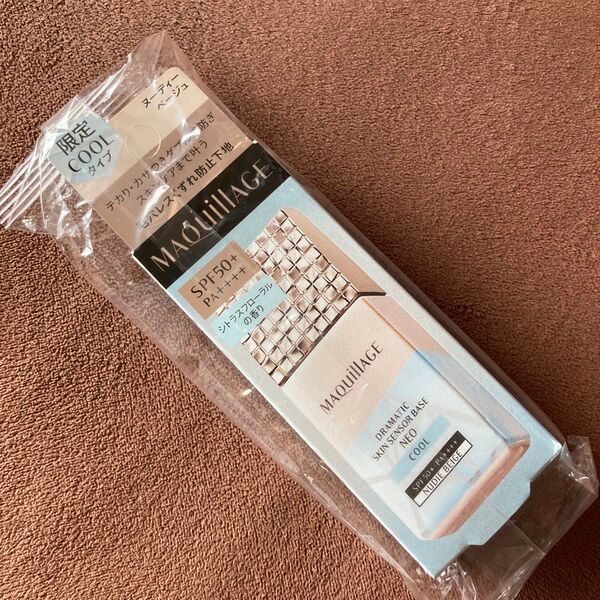 限定
COOL
タイプ
ヌーディー
ベージュ
テカリ・カサつきダブル防ぎ
スキンケアまで叶う
毛穴レスくずれ防止下地
MAQuillAGE
SPF50+
PA++++
シトラスフローラル
の香り
MAQuillAGE
DRAMATIC
SKIN SENSOR BASE
NEO
COOL
SPF50+ PA++++
NUDIE BEIGE